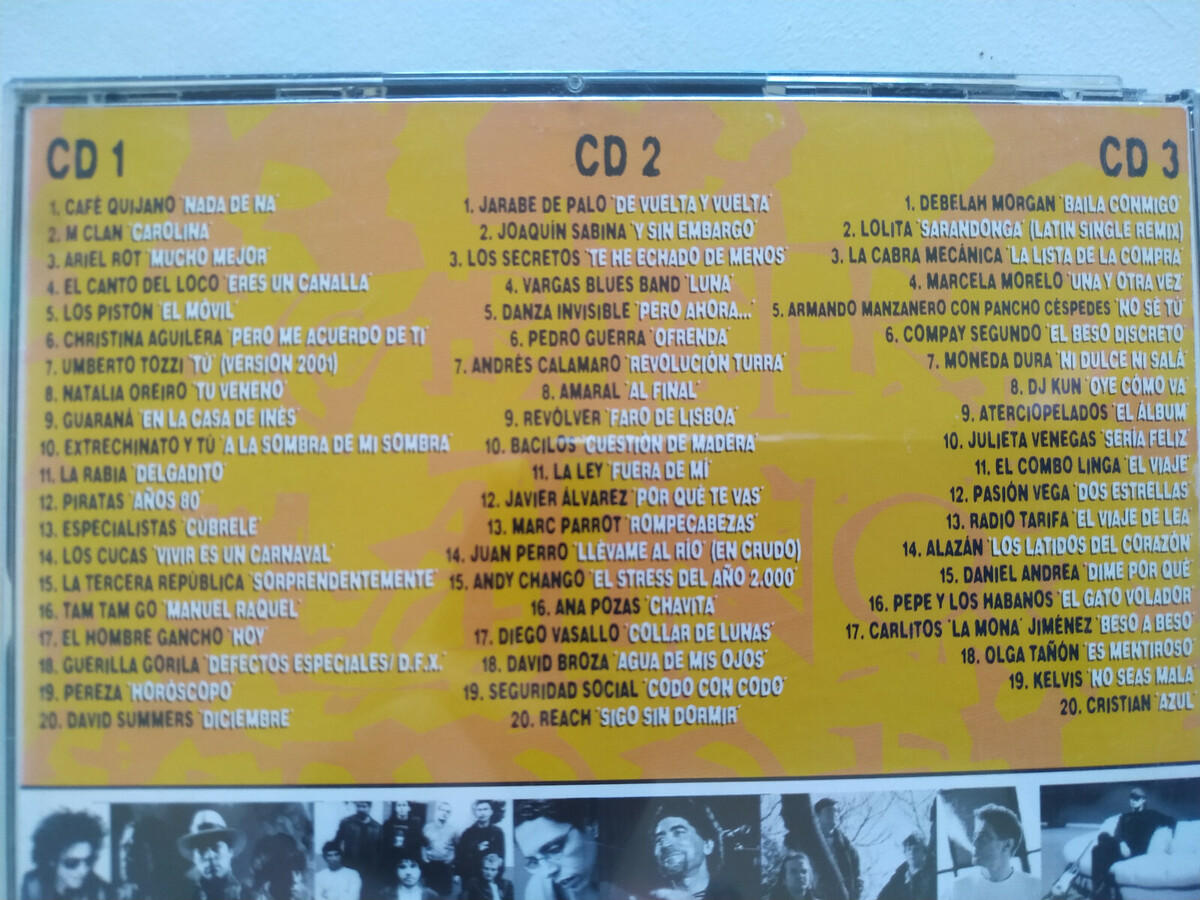 CD 1
1. CAFÉ QUIJANO 'NADA DE NA'
2. M CLAN 'CAROLINA'
3. ARIEL ROT 'MUCHO MEJOR'
4. EL CANTO DEL LOCO 'ERES UN CANALLA'
5. LOS PISTON 'EL MÓVIL'
6. CHRISTINA AGUILERA 'PERO ME ACUERDO DE TI'
7. UMBERTO TOZZI 'TÚ' (VERSIÓN 2001)
8. NATALIA OREIRO 'TU VENENO'
9. GUARANÁ 'EN LA CASA DE INÉS'
10. EXTRECHINATO Y TÚ 'A LA SOMBRA DE MI SOMBRA'
11. LA RABIA 'DELGADITO'
12. PIRATAS 'AÑOS 80'
13. ESPECIALISTAS 'CÚBRELE'
14. LOS CUCAS 'VIVIR ES UN CARNAVAL'
15. LA TERCERA REPÚBLICA 'SORPRENDENTEMENTE'
16. TAM TAM GO 'MANUEL RAQUEL'
17. EL HOMBRE GANCHO 'HOY'
18. GUERILLA GORILA 'DEFECTOS ESPECIALES/ D.F.X.'
19. PEREZA 'HORÓSCOPO'
20. DAVID SUMMERS 'DICIEMBRE'
CD 2
1. JARABE DE PALO 'DE VUELTA Y VUELTA'
2. JOAQUÍN SABINA 'Y SIN EMBARGO'
3. LOS SECRETOS 'TE HE ECHADO DE MENOS'
4. VARGAS BLUES BAND 'LUNA'
5. DANZA INVISIBLE 'PERO AHORA...'
6. PEDRO GUERRA 'OFRENDA'
7. ANDRÉS CALAMARO 'REVOLUCIÓN TURRA'
8. AMARAL 'AL FINAL'
9. REVÓLVER 'FARO DE LISBOA'
10. BACILOS 'CUESTIÓN DE MADERA'
11. LA LEY 'FUERA DE MÍ'
12. JAVIER ÁLVAREZ 'POR QUÉ TE VAS'
13. MARC PARROT 'ROMPECABEZAS'
14. JUAN PERRO 'LLÉVAME AL RÍO' (EN CRUDO)
15. ANDY CHANGO 'EL STRESS DEL AÑO 2.000'
16. ANA POZAS 'CHAVITA'
17. DIEGO VASALLO 'COLLAR DE LUNAS'
18. DAVID BROZA 'AGUA DE MIS OJOS'
19. SEGURIDAD SOCIAL 'CODO CON CODO'
20. REACH 'SIGO SIN DORMIR'
CD 3
1. DEBELAH MORGAN 'BAILA CONMIGO'
2. LOLITA 'SARANDONGA' (LATIN SINGLE REMIX)
3. LA CABRA MECÁNICA 'LA LISTA DE LA COMPRA'
4. MARCELA MORELO 'UNA Y OTRA VEZ'
5. ARMANDO MANZANERO CON PANCHO CÉSPEDES 'NO SÉ TÚ'
6. COMPAY SEGUNDO 'EL BESO DISCRETO'
7. MONEDA DURA 'NI DULCE NI SALÁ'
8. DJ KUN 'OYE CÓMO VA'
9. ATERCIOPELADOS 'EL ÁLBUM'
10. JULIETA VENEGAS 'SERÍA FELIZ'
11. EL COMBO LINGA 'EL VIAJE'
12. PASIÓN VEGA 'DOS ESTRELLAS'
13. RADIO TARIFA 'EL VIAJE DE LEA'
14. ALAZÁN 'LOS LATIDOS DEL CORAZÓN'
15. DANIEL ANDREA 'DIME POR QUÉ'
16. PEPE Y LOS HABANOS 'EL GATO VOLADOR'
17. CARLITOS 'LA MONA' JIMÉNEZ 'BESO A BESO'
18. OLGA TAÑÓN 'ES MENTIROSO'
19. KELVIS 'NO SEAS MALA'
20. CRISTIAN 'AZUL'